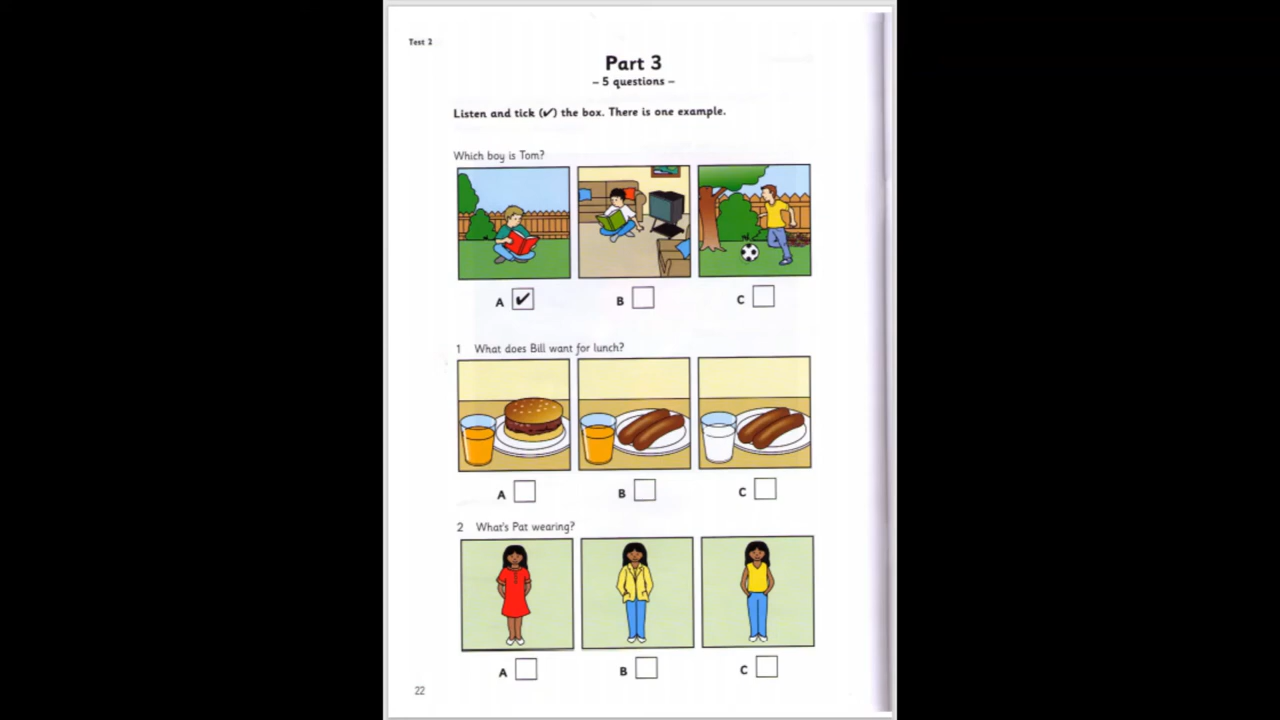 Test 2
Part 3
– 5 questions –
Listen and tick (✔) the box. There is one example.
Which boy is Tom?
A ✔ B C
1 What does Bill want for lunch?
A B C
2 What's Pat wearing?
A B C
22